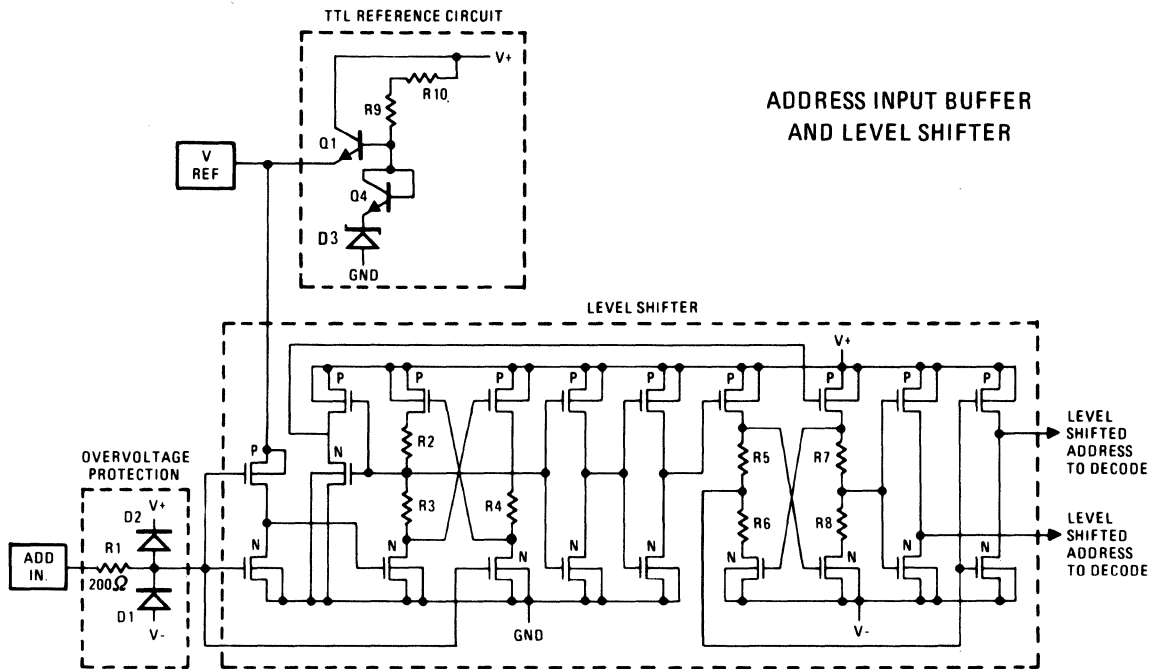 TTL REFERENCE CIRCUIT
V+
R10
R9
Q1
Q4
D3
GND
V
REF
ADDRESS INPUT BUFFER
AND LEVEL SHIFTER
LEVEL SHIFTER
V+
P
P
P
P
P
P
P
P
P
P
N
R2
R3
R4
R5
R6
R7
R8
N
N
N
N
N
N
N
N
N
GND
V-
OVERVOLTAGE
PROTECTION
V+
D2
R1
200Ω
D1
V-
ADD
IN.
LEVEL
SHIFTED
ADDRESS
TO DECODE
LEVEL
SHIFTED
ADDRESS
TO DECODE